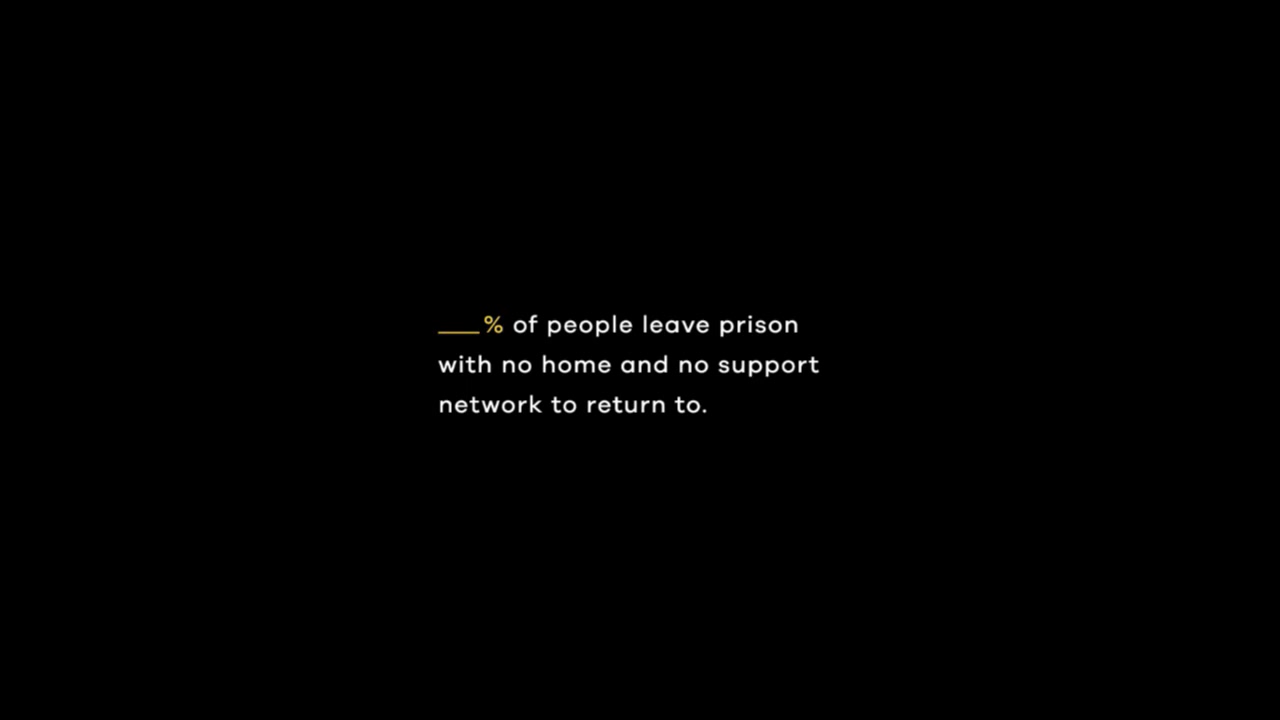 ___% of people leave prison
with no home and no support
network to return to.